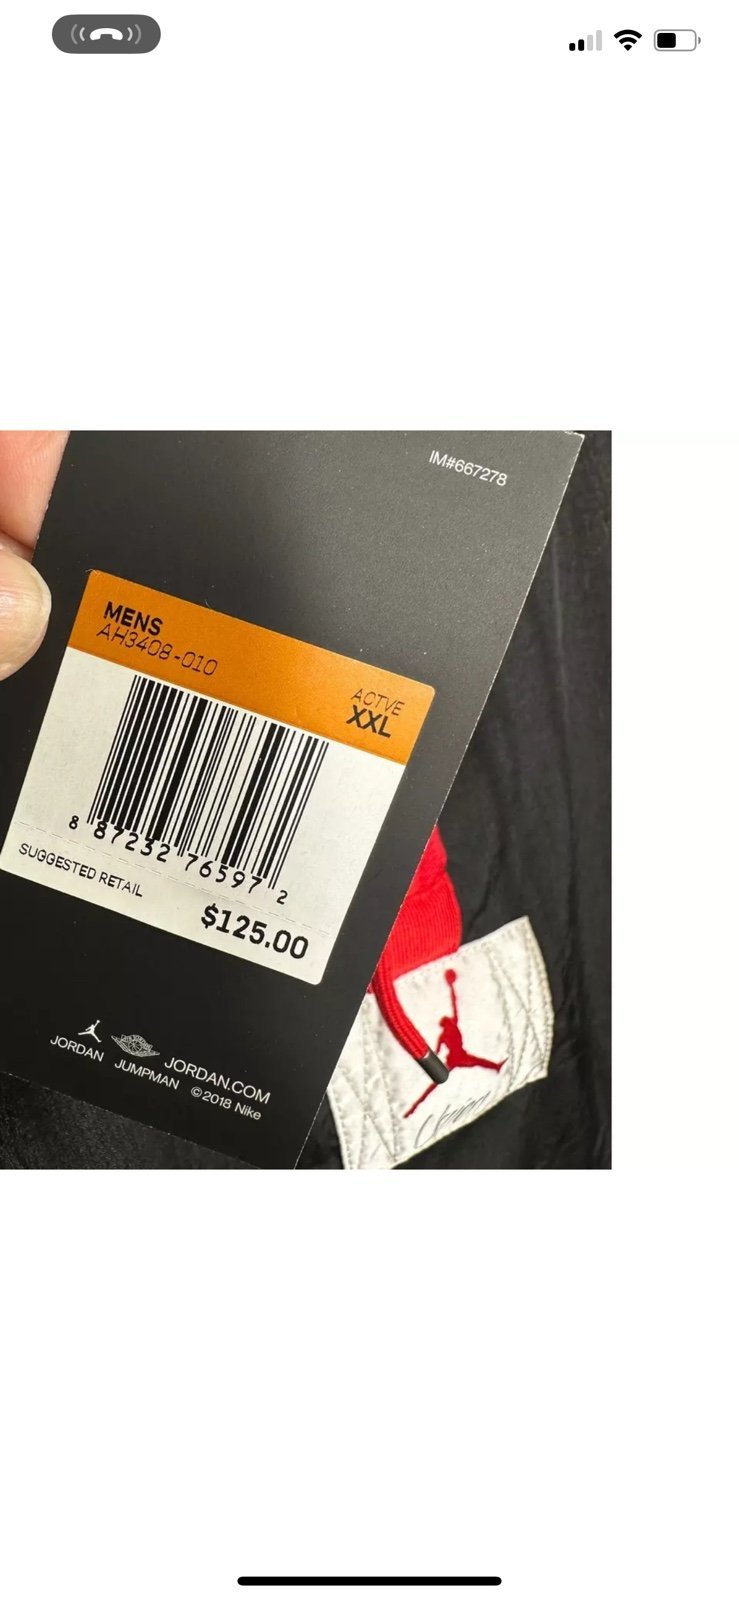 IM#667278
MENS
AH3408-010
ACTVE
XXL
8 87232 76597 2
SUGGESTED RETAIL
$125.00
JORDAN
JUMPMAN
JORDAN.COM
©2018 Nike